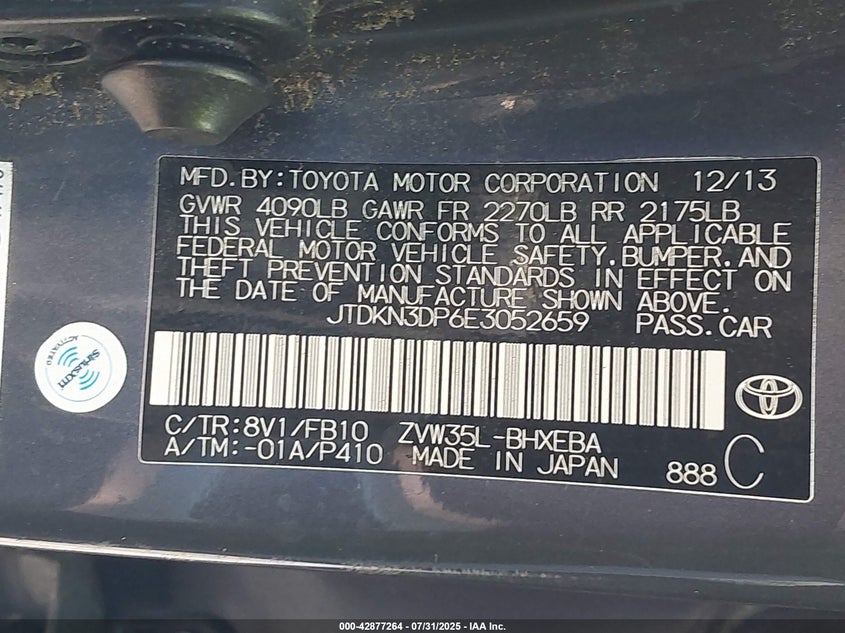 MFD.BY:TOYOTA MOTOR CORPORATION 12/13
GVWR 4090LB GAWR FR 2270LB RR 2175LB
THIS VEHICLE CONFORMS TO ALL APPLICABLE
FEDERAL MOTOR VEHICLE SAFETY,BUMPER,AND
THEFT PREVENTION STANDARDS IN EFFECT ON
THE DATE OF MANUFACTURE SHOWN ABOVE.
JTDKN3DP6E3052659 PASS.CAR
C/TR:8V1/FB10 ZVW35L-BHXEBA
A/TM:-01A/P410 MADE IN JAPAN 888 C
((SiriusXM))
ACTIVATED
000-42877264 - 07/31/2025 - IAA Inc.